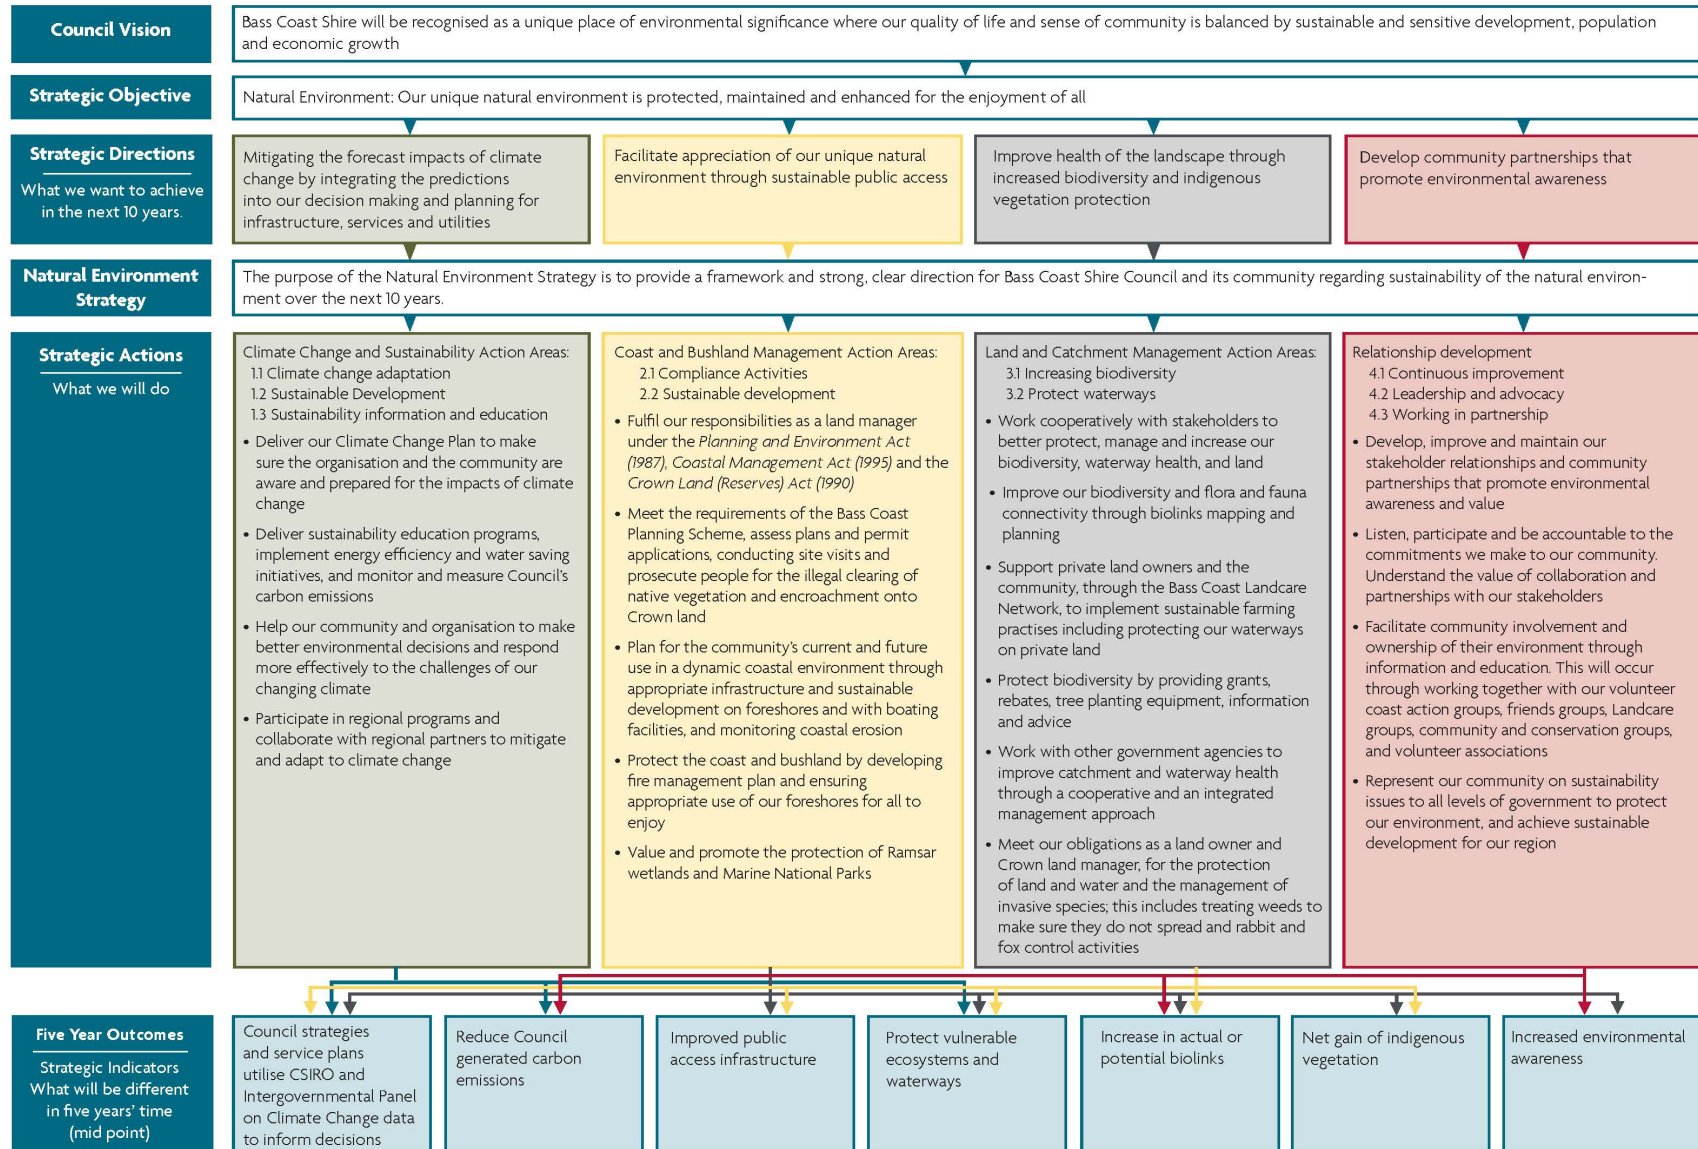 Council Vision
Bass Coast Shire will be recognised as a unique place of environmental significance where our quality of life and sense of community is balanced by sustainable and sensitive development, population
and economic growth
Strategic Objective
Natural Environment: Our unique natural environment is protected, maintained and enhanced for the enjoyment of all
Strategic Directions
What we want to achieve
in the next 10 years.
Mitigating the forecast impacts of climate
change by integrating the predictions
into our decision making and planning for
infrastructure, services and utilities
Facilitate appreciation of our unique natural
environment through sustainable public access
Improve health of the landscape through
increased biodiversity and indigenous
vegetation protection
Develop community partnerships that
promote environmental awareness
Natural Environment
Strategy
The purpose of the Natural Environment Strategy is to provide a framework and strong, clear direction for Bass Coast Shire Council and its community regarding sustainability of the natural environ-
ment over the next 10 years.
Strategic Actions
What we will do
Climate Change and Sustainability Action Areas:
1.1 Climate change adaptation
1.2 Sustainable Development
1.3 Sustainability information and education
• Deliver our Climate Change Plan to make
sure the organisation and the community are
aware and prepared for the impacts of climate
change
• Deliver sustainability education programs,
implement energy efficiency and water saving
initiatives, and monitor and measure Council's
carbon emissions
• Help our community and organisation to make
better environmental decisions and respond
more effectively to the challenges of our
changing climate
• Participate in regional programs and
collaborate with regional partners to mitigate
and adapt to climate change
Coast and Bushland Management Action Areas:
2.1 Compliance Activities
2.2 Sustainable development
• Fulfil our responsibilities as a land manager
under the Planning and Environment Act
(1987), Coastal Management Act (1995) and the
Crown Land (Reserves) Act (1990)
• Meet the requirements of the Bass Coast
Planning Scheme, assess plans and permit
applications, conducting site visits and
prosecute people for the illegal clearing of
native vegetation and encroachment onto
Crown land
• Plan for the community's current and future
use in a dynamic coastal environment through
appropriate infrastructure and sustainable
development on foreshores and with boating
facilities, and monitoring coastal erosion
• Protect the coast and bushland by developing
fire management plan and ensuring
appropriate use of our foreshores for all to
enjoy
• Value and promote the protection of Ramsar
wetlands and Marine National Parks
Land and Catchment Management Action Areas:
3.1 Increasing biodiversity
3.2 Protect waterways
• Work cooperatively with stakeholders to
better protect, manage and increase our
biodiversity, waterway health, and land
• Improve our biodiversity and flora and fauna
connectivity through biolinks mapping and
planning
• Support private land owners and the
community, through the Bass Coast Landcare
Network, to implement sustainable farming
practises including protecting our waterways
on private land
• Protect biodiversity by providing grants,
rebates, tree planting equipment, information
and advice
• Work with other government agencies to
improve catchment and waterway health
through a cooperative and an integrated
management approach
• Meet our obligations as a land owner and
Crown land manager, for the protection
of land and water and the management of
invasive species; this includes treating weeds to
make sure they do not spread and rabbit and
fox control activities
Relationship development
4.1 Continuous improvement
4.2 Leadership and advocacy
4.3 Working in partnership
• Develop, improve and maintain our
stakeholder relationships and community
partnerships that promote environmental
awareness and value
• Listen, participate and be accountable to the
commitments we make to our community.
Understand the value of collaboration and
partnerships with our stakeholders
• Facilitate community involvement and
ownership of their environment through
information and education. This will occur
through working together with our volunteer
coast action groups, friends groups, Landcare
groups, community and conservation groups,
and volunteer associations
• Represent our community on sustainability
issues to all levels of government to protect
our environment, and achieve sustainable
development for our region
Five Year Outcomes
Strategic Indicators
What will be different
in five years' time
(mid point)
Council strategies
and service plans
utilise CSIRO and
Intergovernmental Panel
on Climate Change data
to inform decisions
Reduce Council
generated carbon
emissions
Improved public
access infrastructure
Protect vulnerable
ecosystems and
waterways
Increase in actual or
potential biolinks
Net gain of indigenous
vegetation
Increased environmental
awareness